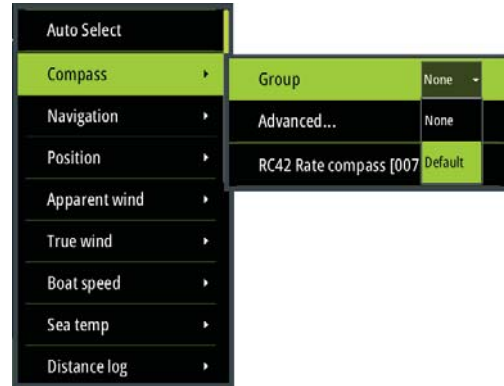 Auto Select
Compass
Navigation
Position
Apparent wind
True wind
Boat speed
Sea temp
Distance log
Group None
Advanced... None
RC42 Rate compass [007 Default